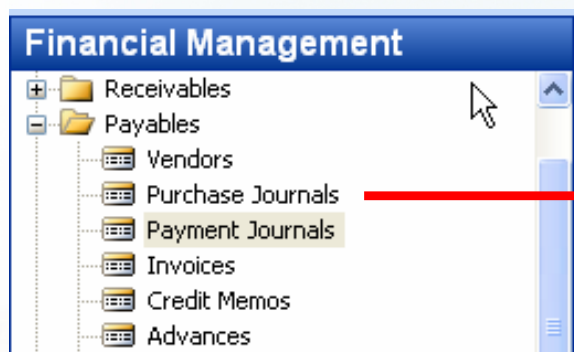 Financial Management
Receivables
Payables
Vendors
Purchase Journals
Payment Journals
Invoices
Credit Memos
Advances